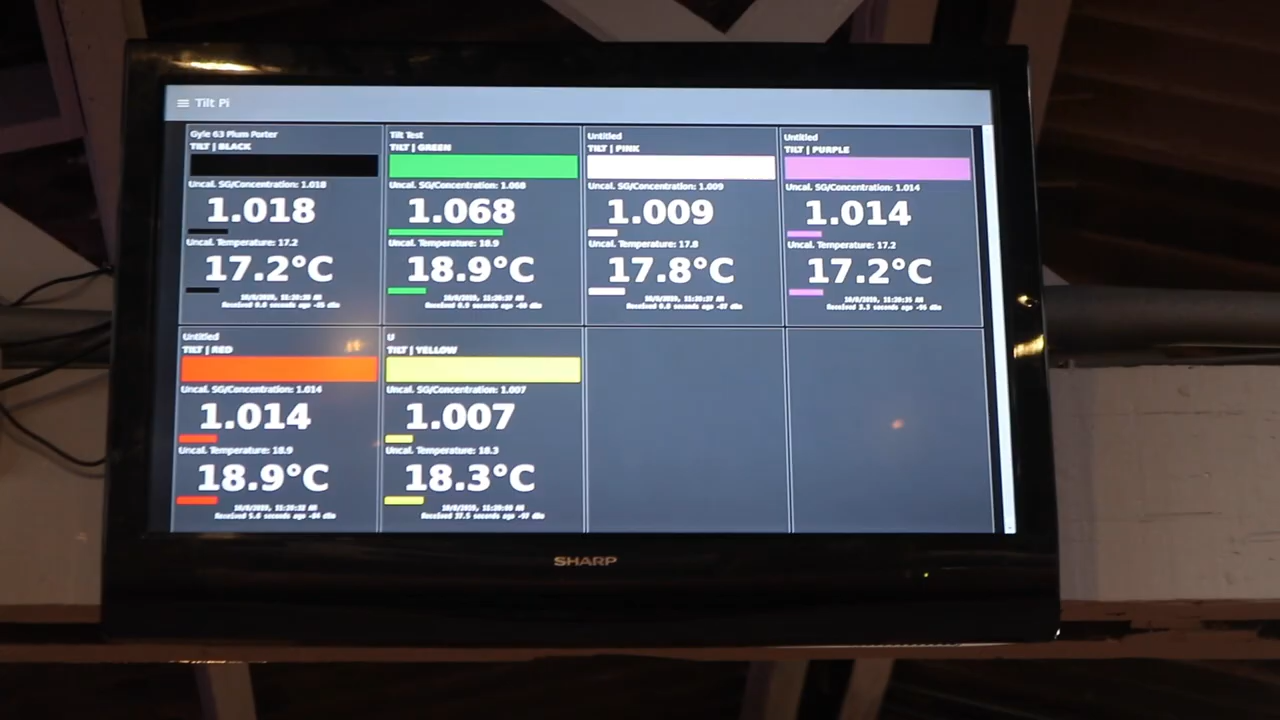 Tilt Pi
Gyle 63 Plum Porter
TILT | BLACK
Uncal. SG/Concentration: 1.018
1.018
Uncal. Temperature: 17.2
17.2°C
Tilt Test
TILT | GREEN
Uncal. SG/Concentration: 1.068
1.068
Uncal. Temperature: 18.9
18.9°C
Untitled
TILT | PINK
Uncal. SG/Concentration: 1.009
1.009
Uncal. Temperature: 17.8
17.8°C
Untitled
TILT | PURPLE
Uncal. SG/Concentration: 1.014
1.014
Uncal. Temperature: 17.2
17.2°C
Untitled
TILT | RED
Uncal. SG/Concentration: 1.014
1.014
Uncal. Temperature: 18.9
18.9°C
U
TILT | YELLOW
Uncal. SG/Concentration: 1.007
1.007
Uncal. Temperature: 18.3
18.3°C
SHARP